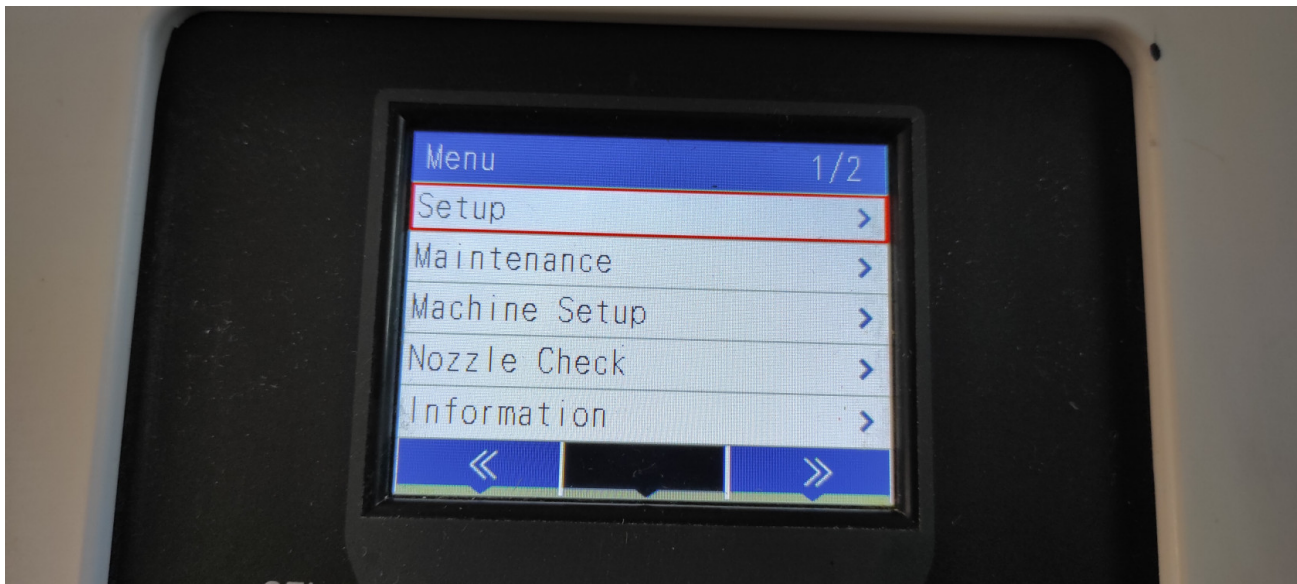 Menu 1/2
Setup
Maintenance
Machine Setup
Nozzle Check
Information